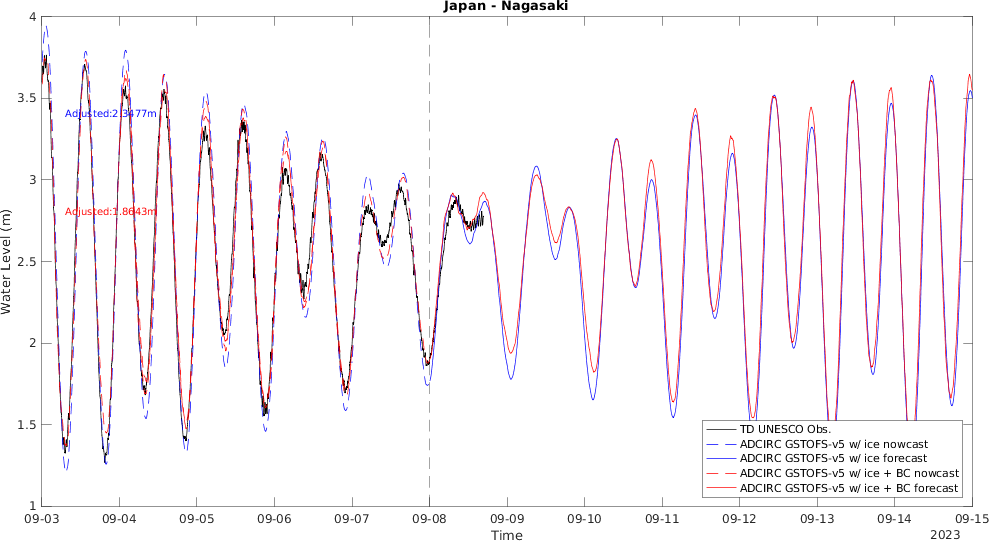 Japan - Nagasaki
4
3.5
3
2.5
2
1.5
1
Water Level (m)
Adjusted:2.3477m
Adjusted:1.8643m
TD UNESCO Obs.
ADCIRC GSTOFS-v5 w/ ice nowcast
ADCIRC GSTOFS-v5 w/ ice forecast
ADCIRC GSTOFS-v5 w/ ice + BC nowcast
ADCIRC GSTOFS-v5 w/ ice + BC forecast
09-03 09-04 09-05 09-06 09-07 09-08 09-09 09-10 09-11 09-12 09-13 09-14 09-15
Time
2023